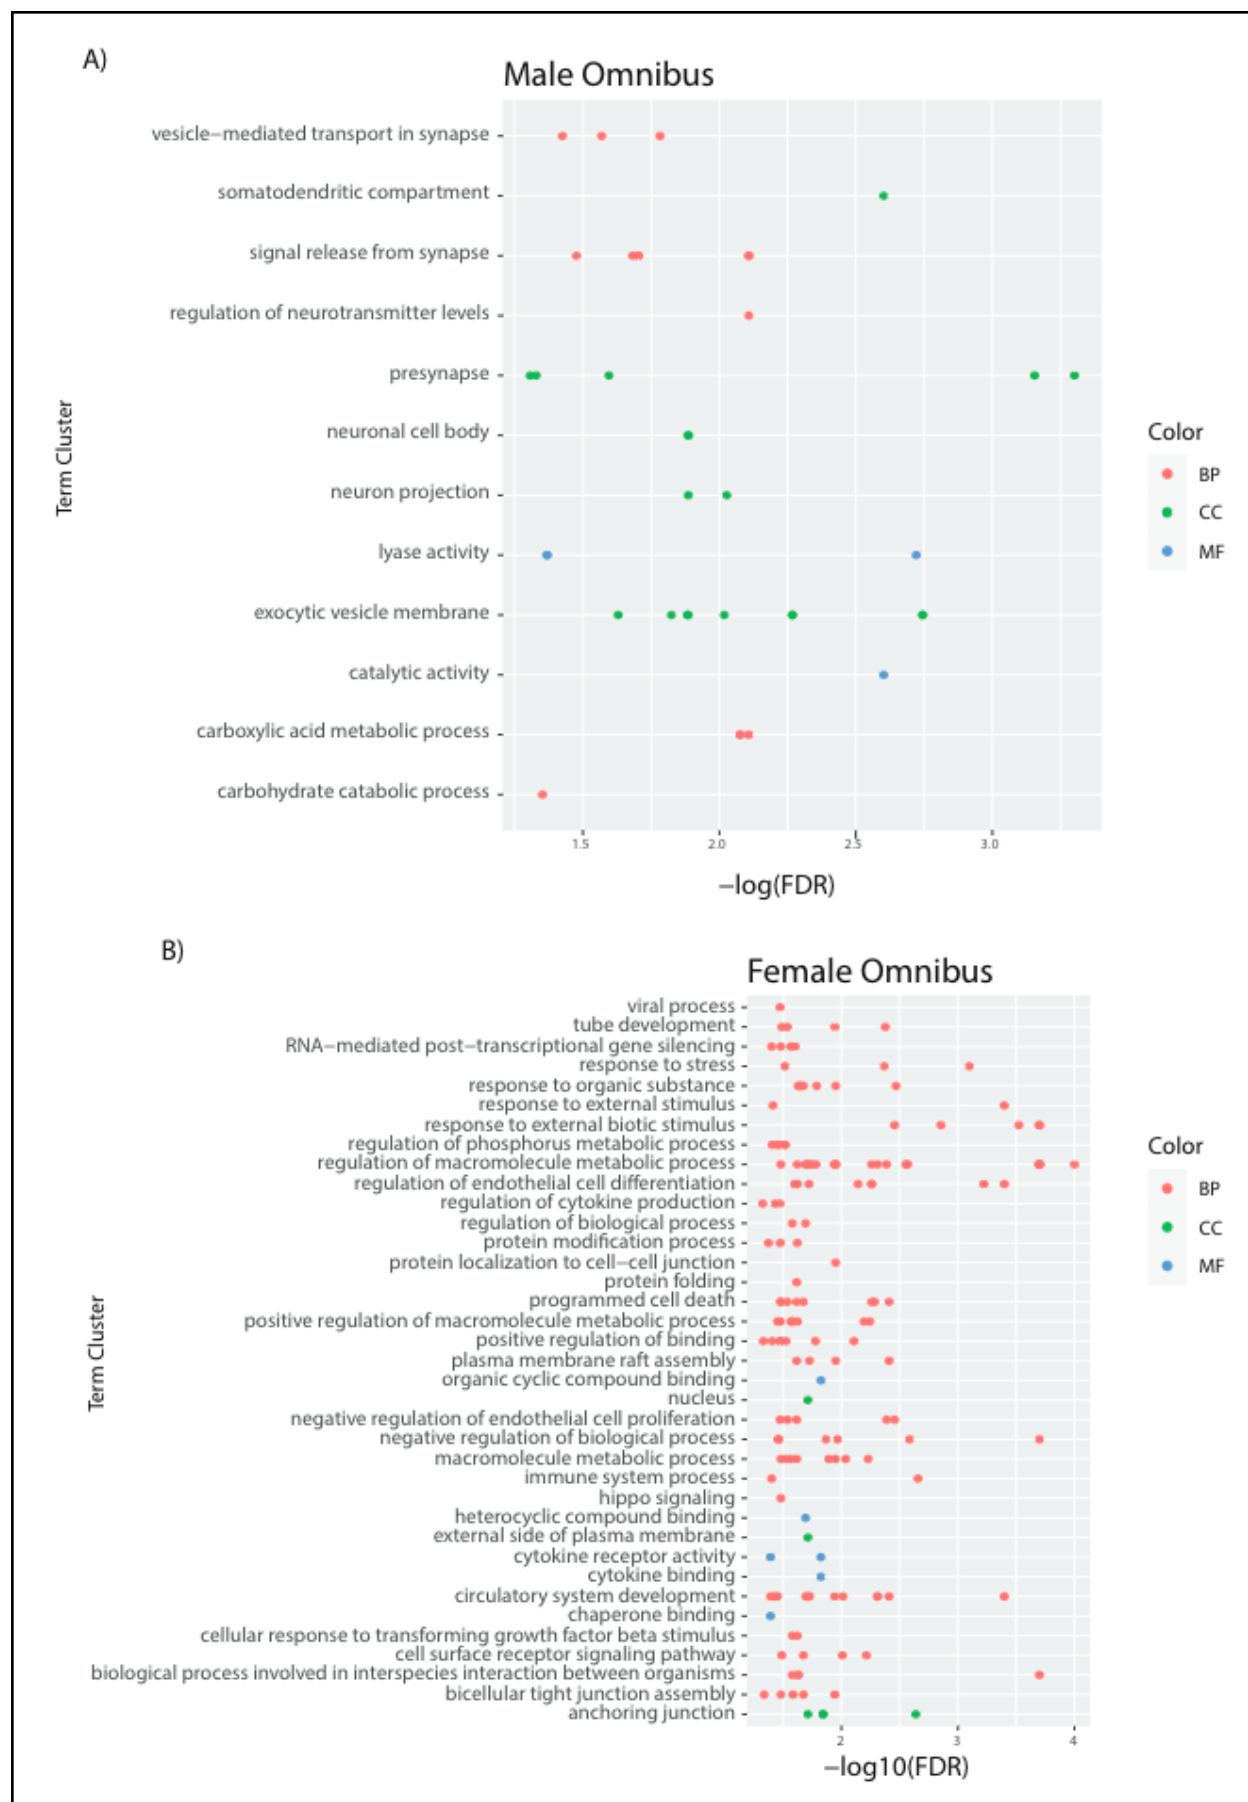 A)
Male Omnibus
vesicle−mediated transport in synapse
somatodendritic compartment
signal release from synapse
regulation of neurotransmitter levels
presynapse
neuronal cell body
neuron projection
lyase activity
exocytic vesicle membrane
catalytic activity
carboxylic acid metabolic process
carbohydrate catabolic process
Term Cluster
1.5 2.0 2.5 3.0
−log(FDR)
Color
BP
CC
MF
B)
Female Omnibus
viral process
tube development
RNA−mediated post−transcriptional gene silencing
response to stress
response to organic substance
response to external stimulus
response to external biotic stimulus
regulation of phosphorus metabolic process
regulation of macromolecule metabolic process
regulation of endothelial cell differentiation
regulation of cytokine production
regulation of biological process
protein modification process
protein localization to cell−cell junction
protein folding
programmed cell death
positive regulation of macromolecule metabolic process
positive regulation of binding
plasma membrane raft assembly
organic cyclic compound binding
nucleus
negative regulation of endothelial cell proliferation
negative regulation of biological process
macromolecule metabolic process
immune system process
hippo signaling
heterocyclic compound binding
external side of plasma membrane
cytokine receptor activity
cytokine binding
circulatory system development
chaperone binding
cellular response to transforming growth factor beta stimulus
cell surface receptor signaling pathway
biological process involved in interspecies interaction between organisms
bicellular tight junction assembly
anchoring junction
Term Cluster
2 3 4
−log10(FDR)
Color
BP
CC
MF